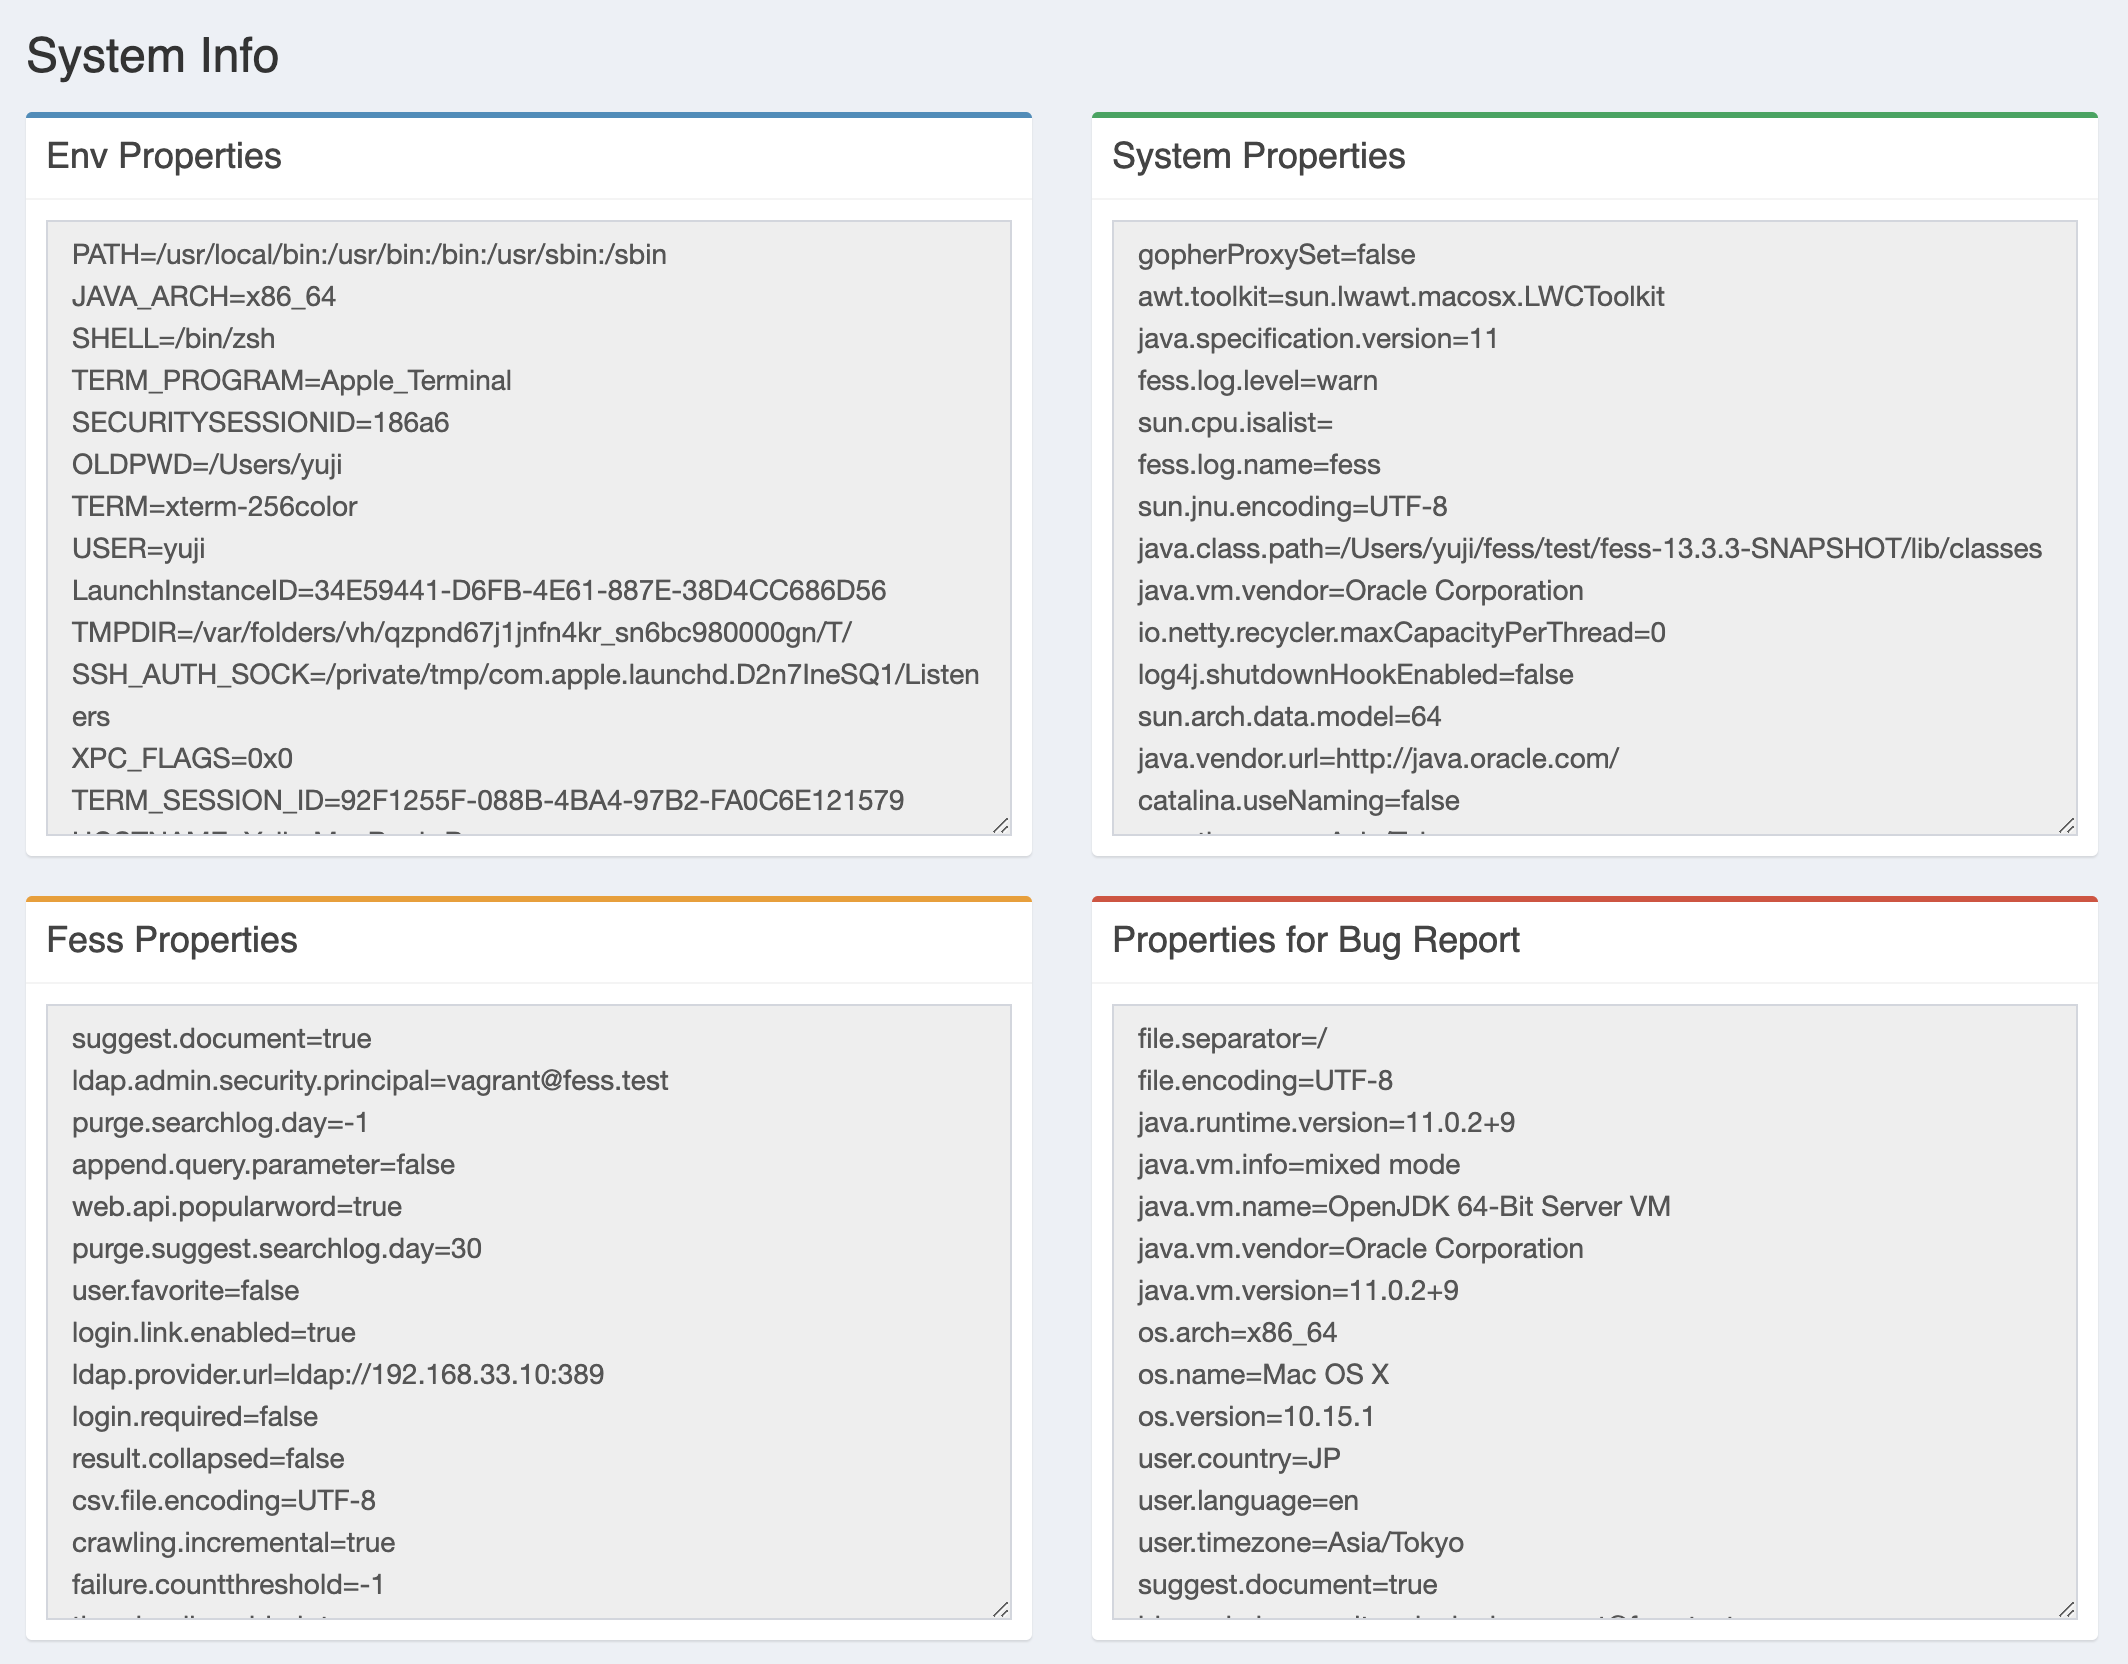 System Info
Env Properties
PATH=/usr/local/bin:/usr/bin:/bin:/usr/sbin:/sbin
JAVA_ARCH=x86_64
SHELL=/bin/zsh
TERM_PROGRAM=Apple_Terminal
SECURITYSESSIONID=186a6
OLDPWD=/Users/yuji
TERM=xterm-256color
USER=yuji
LaunchInstanceID=34E59441-D6FB-4E61-887E-38D4CC686D56
TMPDIR=/var/folders/vh/qzpnd67j1jnfn4kr_sn6bc980000gn/T/
SSH_AUTH_SOCK=/private/tmp/com.apple.launchd.D2n7IneSQ1/Listen
ers
XPC_FLAGS=0x0
TERM_SESSION_ID=92F1255F-088B-4BA4-97B2-FA0C6E121579
System Properties
gopherProxySet=false
awt.toolkit=sun.lwawt.macosx.LWCToolkit
java.specification.version=11
fess.log.level=warn
sun.cpu.isalist=
fess.log.name=fess
sun.jnu.encoding=UTF-8
java.class.path=/Users/yuji/fess/test/fess-13.3.3-SNAPSHOT/lib/classes
java.vm.vendor=Oracle Corporation
io.netty.recycler.maxCapacityPerThread=0
log4j.shutdownHookEnabled=false
sun.arch.data.model=64
java.vendor.url=http://java.oracle.com/
catalina.useNaming=false
Fess Properties
suggest.document=true
ldap.admin.security.principal=vagrant@fess.test
purge.searchlog.day=-1
append.query.parameter=false
web.api.popularword=true
purge.suggest.searchlog.day=30
user.favorite=false
login.link.enabled=true
ldap.provider.url=ldap://192.168.33.10:389
login.required=false
result.collapsed=false
csv.file.encoding=UTF-8
crawling.incremental=true
failure.countthreshold=-1
Properties for Bug Report
file.separator=/
file.encoding=UTF-8
java.runtime.version=11.0.2+9
java.vm.info=mixed mode
java.vm.name=OpenJDK 64-Bit Server VM
java.vm.vendor=Oracle Corporation
java.vm.version=11.0.2+9
os.arch=x86_64
os.name=Mac OS X
os.version=10.15.1
user.country=JP
user.language=en
user.timezone=Asia/Tokyo
suggest.document=true